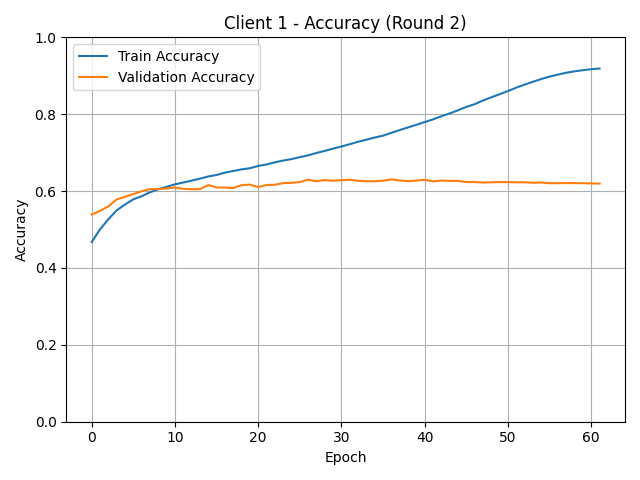 Client 1 - Accuracy (Round 2)
Train Accuracy
Validation Accuracy
1.0
0.8
0.6
0.4
0.2
0.0
Accuracy
0 10 20 30 40 50 60
Epoch